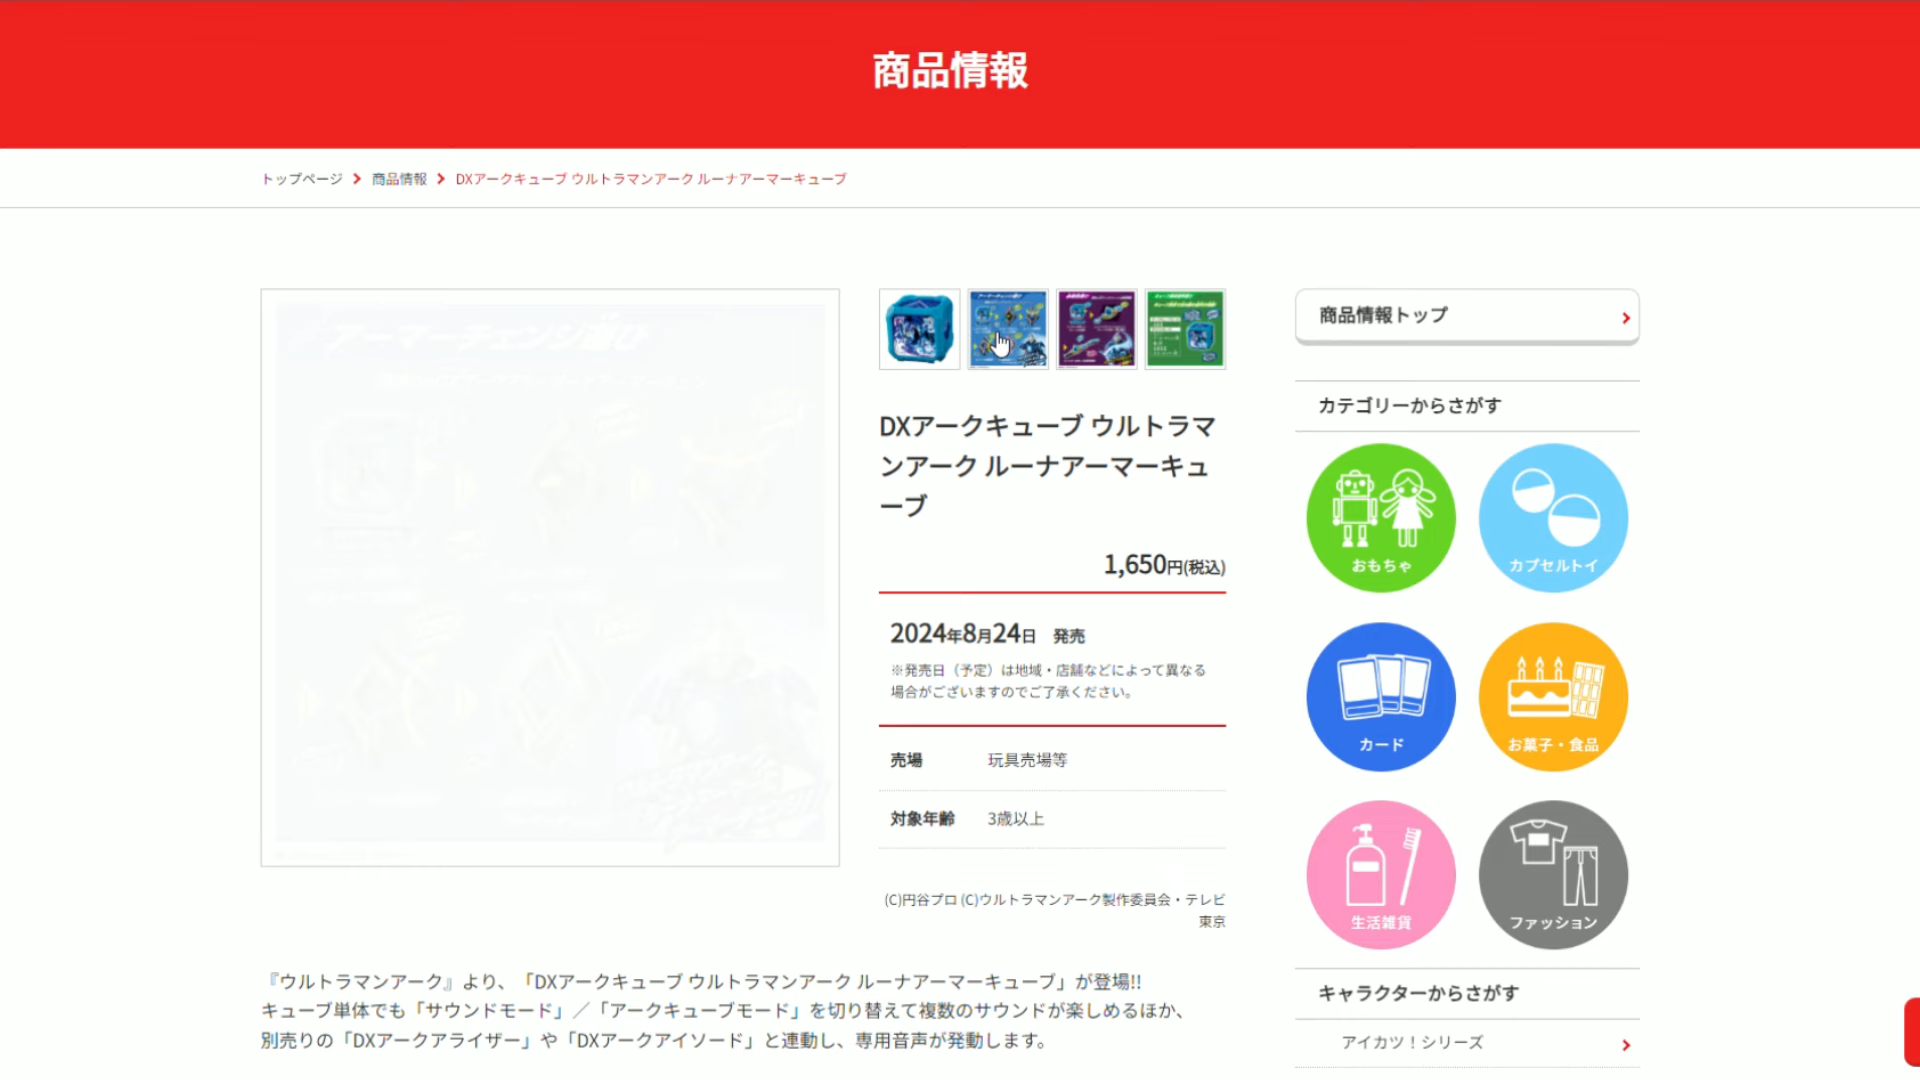 商品情報
トップページ > 商品情報 > DXアークキューブ ウルトラマンアーク ルーナアーマーキューブ
アーマーチェンジ遊び
DXアークキューブ ウルトラマ
ンアーク ルーナアーマーキュ
ーブ
1,650円(税込)
2024年8月24日 発売
※発売日（予定）は地域・店舗などによって異なる
場合がございますのでご了承ください。
売場 玩具売場等
対象年齢 3歳以上
(C)円谷プロ (C)ウルトラマンアーク製作委員会・テレビ
東京
『ウルトラマンアーク』より、「DXアークキューブ ウルトラマンアーク ルーナアーマーキューブ」が登場!!
キューブ単体でも「サウンドモード」／「アークキューブモード」を切り替えて複数のサウンドが楽しめるほか、
別売りの「DXアークアライザー」や「DXアークアイソード」と連動し、専用音声が発動します。
商品情報トップ
カテゴリーからさがす
おもちゃ
カプセルトイ
カード
お菓子・食品
生活雑貨
ファッション
キャラクターからさがす
アイカツ！シリーズ